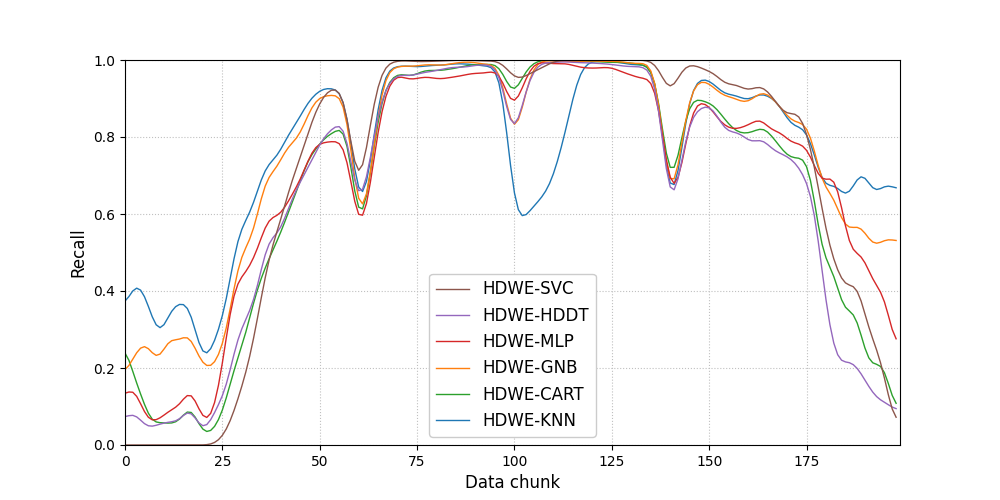 1.0
0.8
0.6
0.4
0.2
0.0
Recall
HDWE-SVC
HDWE-HDDT
HDWE-MLP
HDWE-GNB
HDWE-CART
HDWE-KNN
0 25 50 75 100 125 150 175
Data chunk